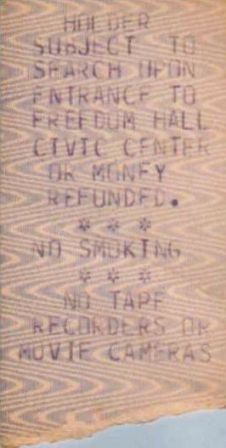 HOLDER
SUBJECT TO
SEARCH UPON
ENTRANCE TO
FREEDOM HALL
CIVIC CENTER
OR MONEY
REFUNDED.
* * *
NO SMOKING
* * *
NO TAPE
RECORDERS OR
MOVIE CAMERAS